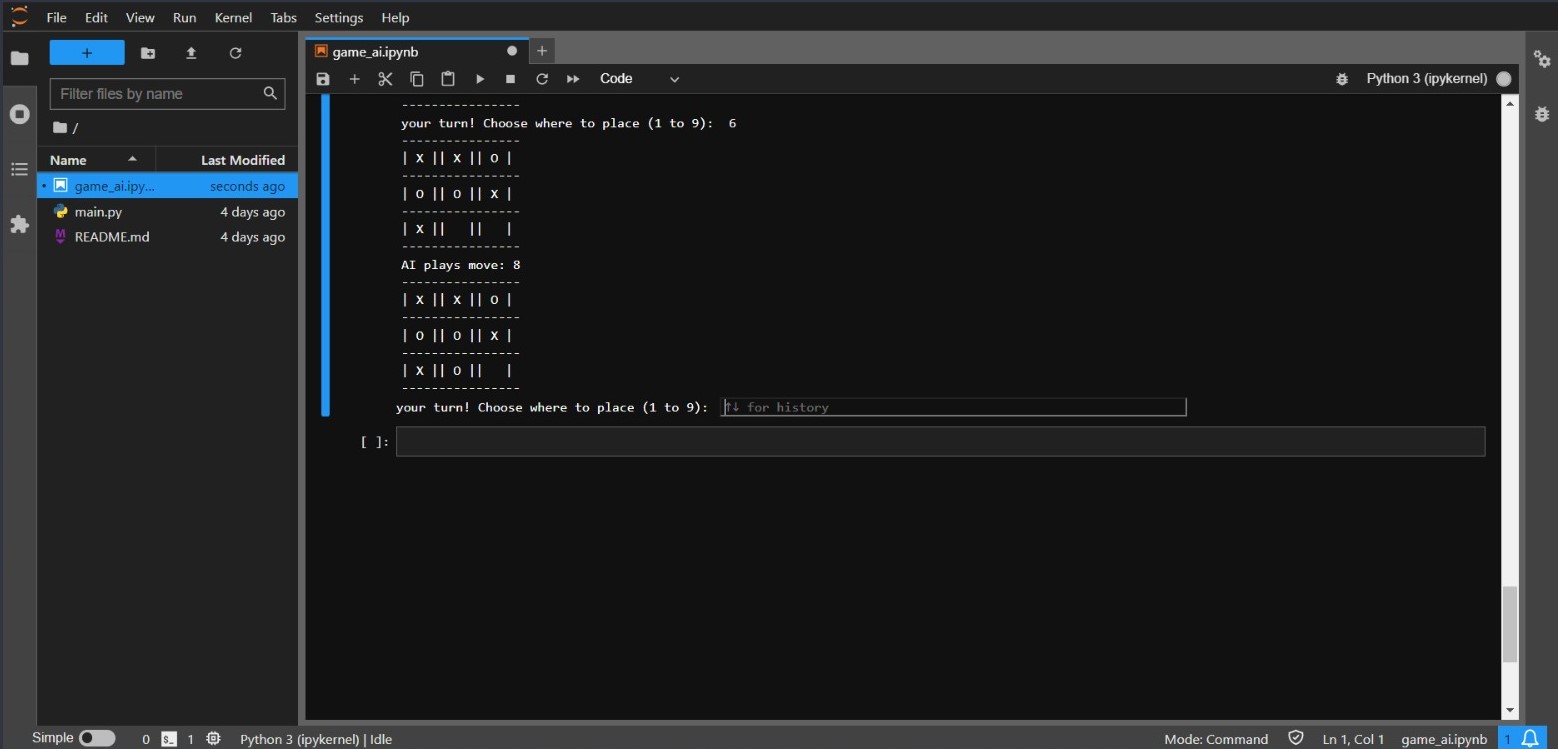 File Edit View Run Kernel Tabs Settings Help
+
Filter files by name
/
Name Last Modified
game_ai.ipy... seconds ago
main.py 4 days ago
M README.md 4 days ago
game_ai.ipynb +
+ Code Python 3 (ipykernel)
----------------
your turn! Choose where to place (1 to 9): 6
----------------
| X || X || O |
----------------
| O || O || X |
----------------
| X || || |
----------------
AI plays move: 8
----------------
| X || X || O |
----------------
| O || O || X |
----------------
| X || O || |
----------------
your turn! Choose where to place (1 to 9): ↑↓ for history
[ ]:
Simple 0 $_ 1 Python 3 (ipykernel) | Idle Mode: Command Ln 1, Col 1 game_ai.ipynb 1